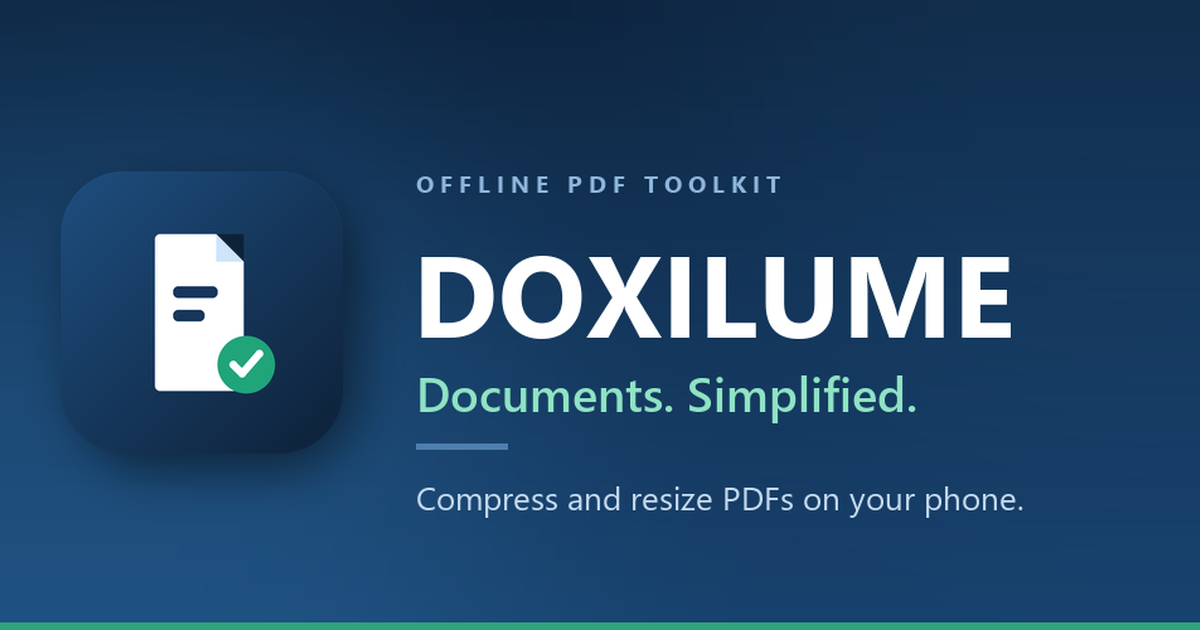 OFFLINE PDF TOOLKIT
DOXILUME
Documents. Simplified.
Compress and resize PDFs on your phone.